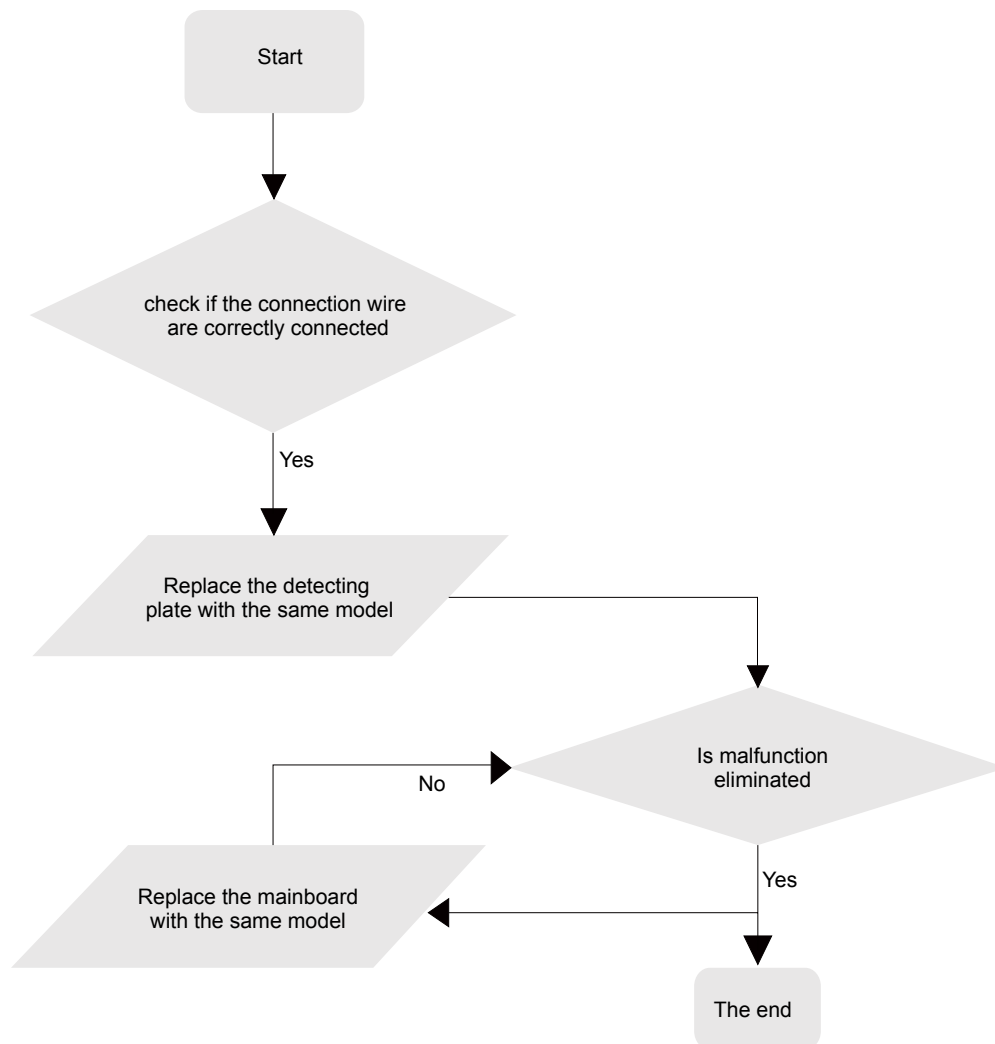 Start
check if the connection wire
are correctly connected
Yes
Replace the detecting
plate with the same model
Is malfunction
eliminated
No
Yes
Replace the mainboard
with the same model
The end